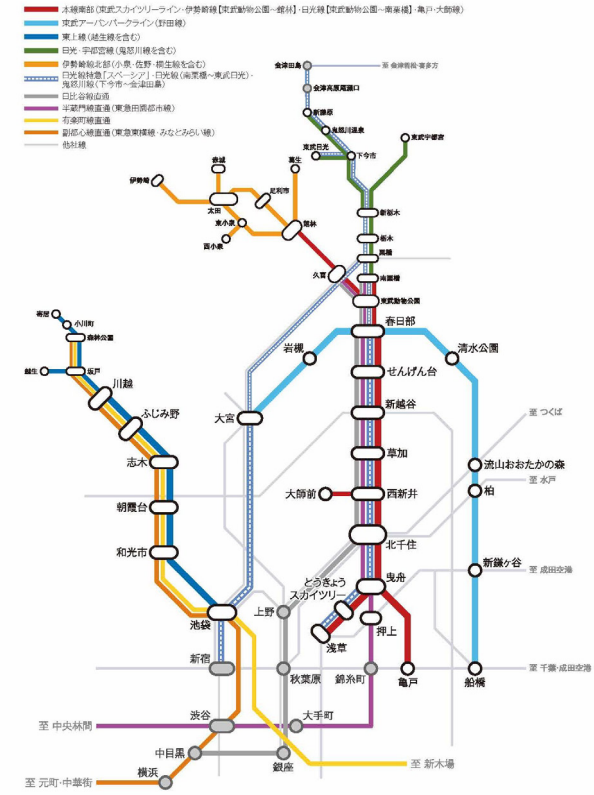 本線南部（東武スカイツリーライン・伊勢崎線【東武動物公園～館林】・日光線【東武動物公園～南栗橋】・亀戸・大師線）
東武アーバンパークライン（野田線）
東上線（越生線を含む）
日光・宇都宮線（鬼怒川線を含む）
伊勢崎線北部（小泉・佐野・桐生線を含む）
日光線特急「スペーシア」・日光線（南栗橋～東武日光）・
鬼怒川線（下今市～会津田島）
日比谷線直通
半蔵門線直通（東急田園都市線）
有楽町線直通
副都心線直通（東急東横線・みなとみらい線）
他社線
会津田島
至 会津若松・喜多方
会津高原尾瀬口
新藤原
鬼怒川温泉
東武日光
下今市
東武宇都宮
赤城
葛生
伊勢崎
太田
足利市
東小泉
西小泉
館林
新栃木
栃木
栗橋
久喜
南栗橋
東武動物公園
寄居
小川町
森林公園
越生
坂戸
川越
ふじみ野
志木
朝霞台
和光市
池袋
新宿
渋谷
中目黒
横浜
春日部
岩槻
清水公園
せんげん台
大宮
新越谷
至 つくば
草加
流山おおたかの森
大師前
西新井
至 水戸
柏
北千住
新鎌ヶ谷
至 成田空港
とうきょう
スカイツリー
曳舟
上野
押上
浅草
秋葉原
錦糸町
亀戸
船橋
至 千葉・成田空港
大手町
至 中央林間
銀座
至 新木場
至 元町・中華街